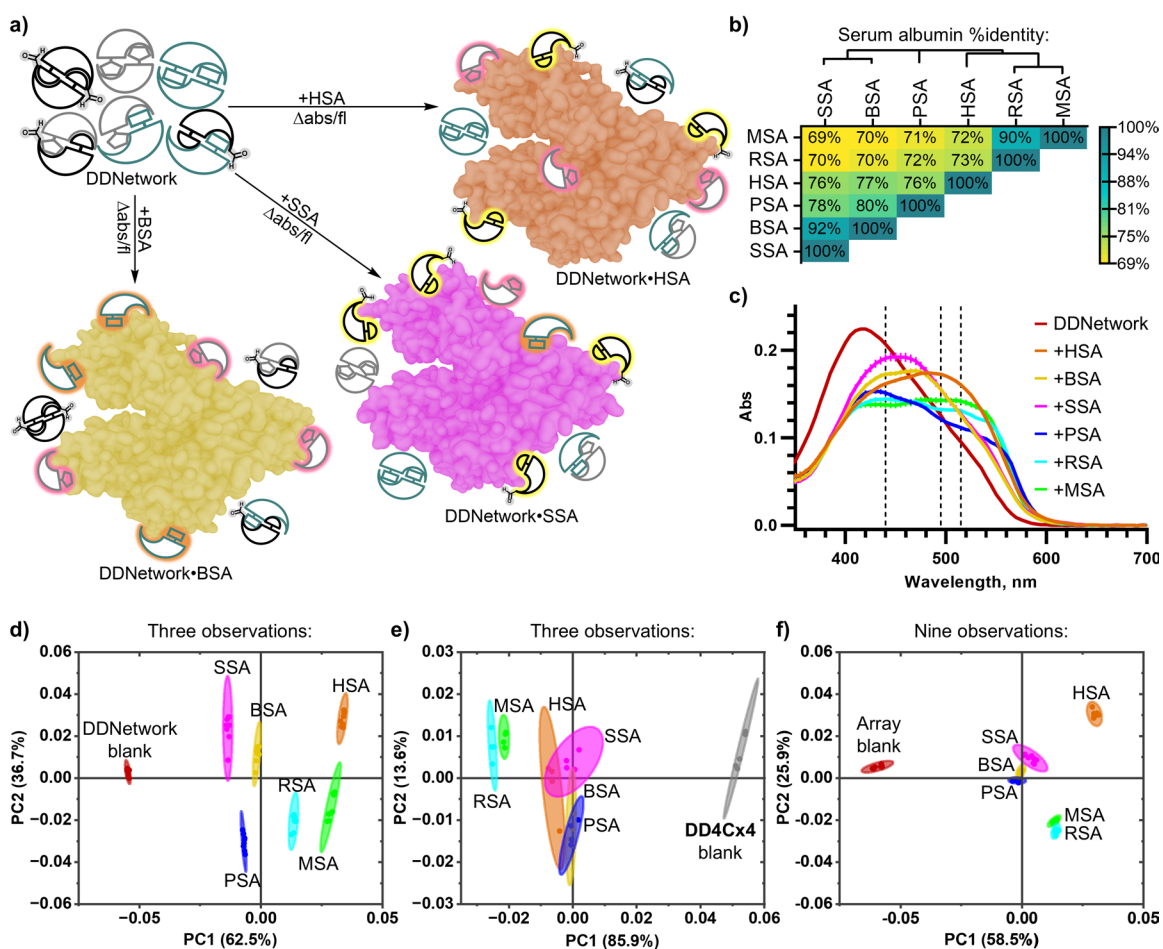 a)
DDNetwork
+HSA
Δabs/fl
+SSA
Δabs/fl
+BSA
Δabs/fl
DDNetwork•HSA
DDNetwork•SSA
DDNetwork•BSA
b)
Serum albumin %identity:
SSA BSA PSA HSA RSA MSA
MSA 69% 70% 71% 72% 90% 100%
RSA 70% 70% 72% 73% 100%
HSA 76% 77% 76% 100%
PSA 78% 80% 100%
BSA 92% 100%
SSA 100%
100%
94%
88%
81%
75%
69%
c)
DDNetwork
+HSA
+BSA
+SSA
+PSA
+RSA
+MSA
Abs
0.2
0.1
0.0
400 500 600 700
Wavelength, nm
d)
Three observations:
PC2 (36.7%)
0.06
0.04
0.02
0.00
−0.02
−0.04
−0.06
SSA
BSA
HSA
DDNetwork
blank
RSA
MSA
PSA
−0.05 0.00 0.05
PC1 (62.5%)
e)
Three observations:
PC2 (13.6%)
0.03
0.02
0.01
0.00
−0.01
−0.02
−0.03
MSA
HSA
SSA
RSA
BSA
PSA
DD4Cx4
blank
−0.02 0.00 0.02 0.04 0.06
PC1 (85.9%)
f)
Nine observations:
PC2 (25.9%)
0.06
0.04
0.02
0.00
-0.02
-0.04
-0.06
HSA
Array
blank
SSA
BSA
PSA
MSA
RSA
−0.05 0.00 0.05
PC1 (58.5%)